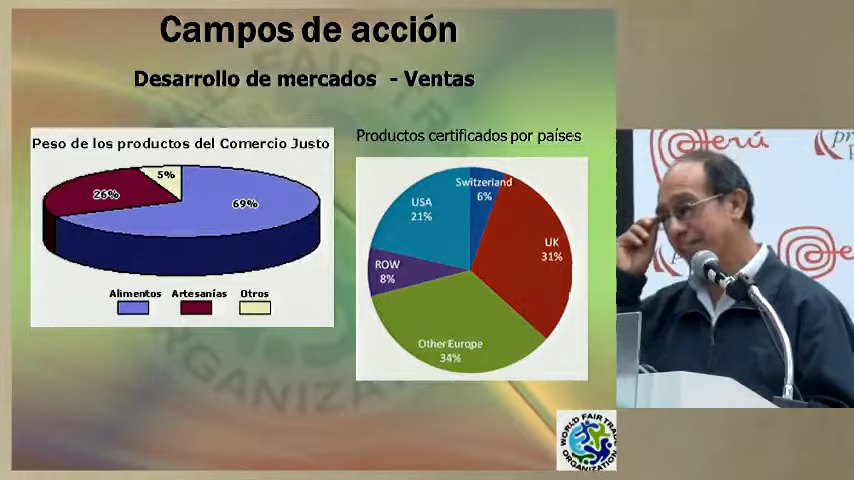 Campos de acción
Desarrollo de mercados - Ventas
Peso de los productos del Comercio Justo
5%
26%
69%
Alimentos Artesanías Otros
Productos certificados por países
Switzerland
6%
USA
21%
UK
31%
ROW
8%
Other Europe
34%
WORLD FAIR TRADE
ORGANIZATION
Perú